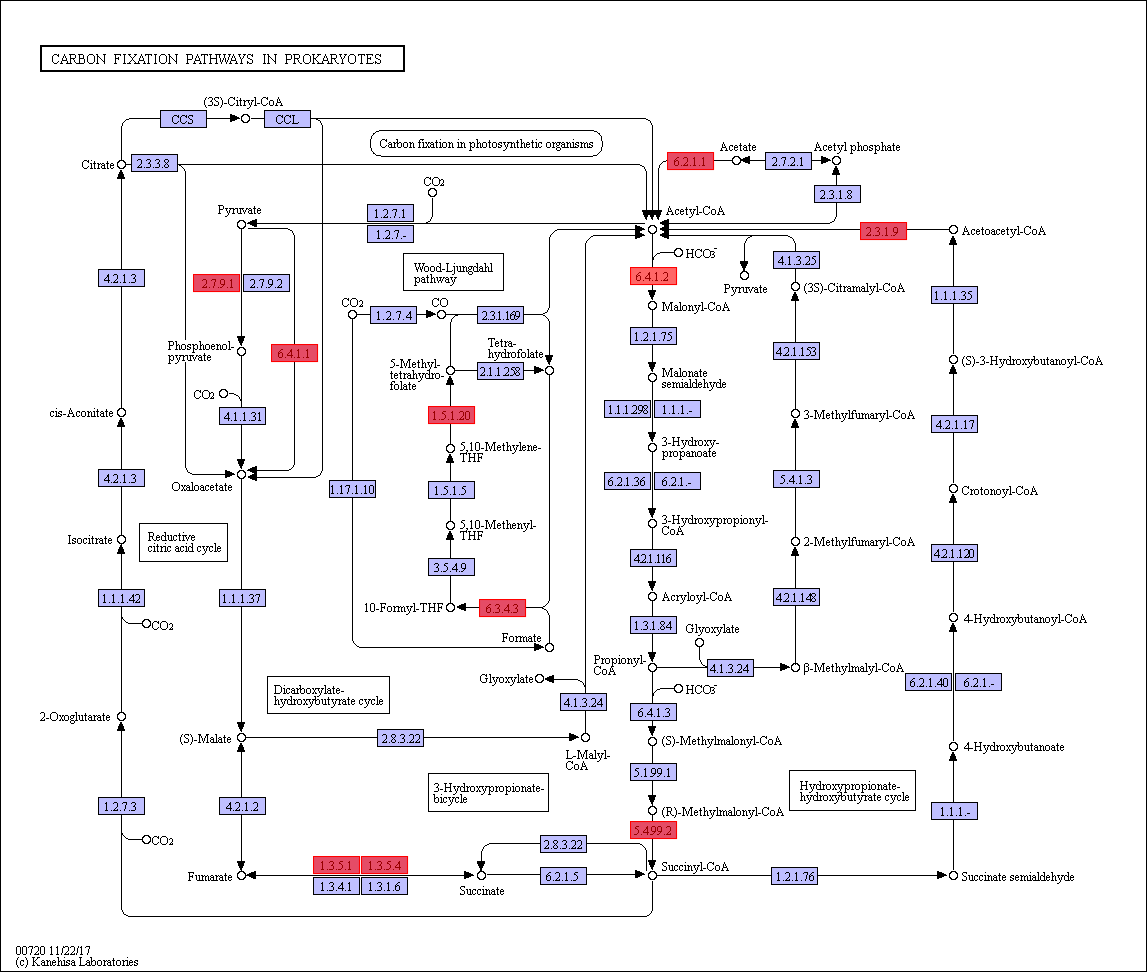 CARBON FIXATION PATHWAYS IN PROKARYOTES
(3S)-Citryl-CoA
CCS
CCL
Carbon fixation in photosynthetic organisms
Citrate
2.3.3.8
6.2.1.1
Acetate
2.7.2.1
Acetyl phosphate
2.3.1.8
CO2
Pyruvate
1.2.7.1
1.2.7.-
Acetyl-CoA
2.3.1.9
Acetoacetyl-CoA
HCO3-
4.1.3.25
Pyruvate
(3S)-Citramalyl-CoA
4.2.1.3
2.7.9.1
2.7.9.2
Wood-Ljungdahl
pathway
6.4.1.2
1.1.1.35
CO2
1.2.7.4
CO
2.3.1.169
Malonyl-CoA
1.2.1.75
Phosphoenol-
pyruvate
6.4.1.1
Tetra-
hydrofolate
5-Methyl-
tetrahydro-
folate
2.1.1.258
Malonate
semialdehyde
4.2.1.153
(S)-3-Hydroxybutanoyl-CoA
CO2
4.1.1.31
cis-Aconitate
1.5.1.20
1.1.1.298
1.1.1.-
3-Methylfumaryl-CoA
4.2.1.17
5,10-Methylene-
THF
3-Hydroxy-
propanoate
4.2.1.3
Oxaloacetate
1.17.1.10
1.5.1.5
6.2.1.36
6.2.1.-
5.4.1.3
Crotonoyl-CoA
Isocitrate
Reductive
citric acid cycle
5,10-Methenyl-
THF
3-Hydroxypropionyl-
CoA
2-Methylfumaryl-CoA
4.2.1.120
3.5.4.9
4.2.1.116
1.1.1.42
1.1.1.37
10-Formyl-THF
6.3.4.3
Acryloyl-CoA
4.2.1.148
CO2
1.3.1.84
Glyoxylate
4-Hydroxybutanoyl-CoA
Formate
Propionyl-
CoA
4.1.3.24
β-Methylmalyl-CoA
Glyoxylate
4.1.3.24
HCO3-
6.2.1.40
6.2.1.-
Dicarboxylate-
hydroxybutyrate cycle
6.4.1.3
2-Oxoglutarate
(S)-Malate
2.8.3.22
L-Malyl-
CoA
(S)-Methylmalonyl-CoA
4-Hydroxybutanoate
5.1.99.1
3-Hydroxypropionate-
bicycle
Hydroxypropionate-
hydroxybutyrate cycle
1.2.7.3
4.2.1.2
(R)-Methylmalonyl-CoA
1.1.1.-
CO2
5.4.99.2
2.8.3.22
Fumarate
1.3.5.1
1.3.5.4
1.3.4.1
1.3.1.6
Succinate
6.2.1.5
Succinyl-CoA
1.2.1.76
Succinate semialdehyde
00720 11/22/17
(c) Kanehisa Laboratories